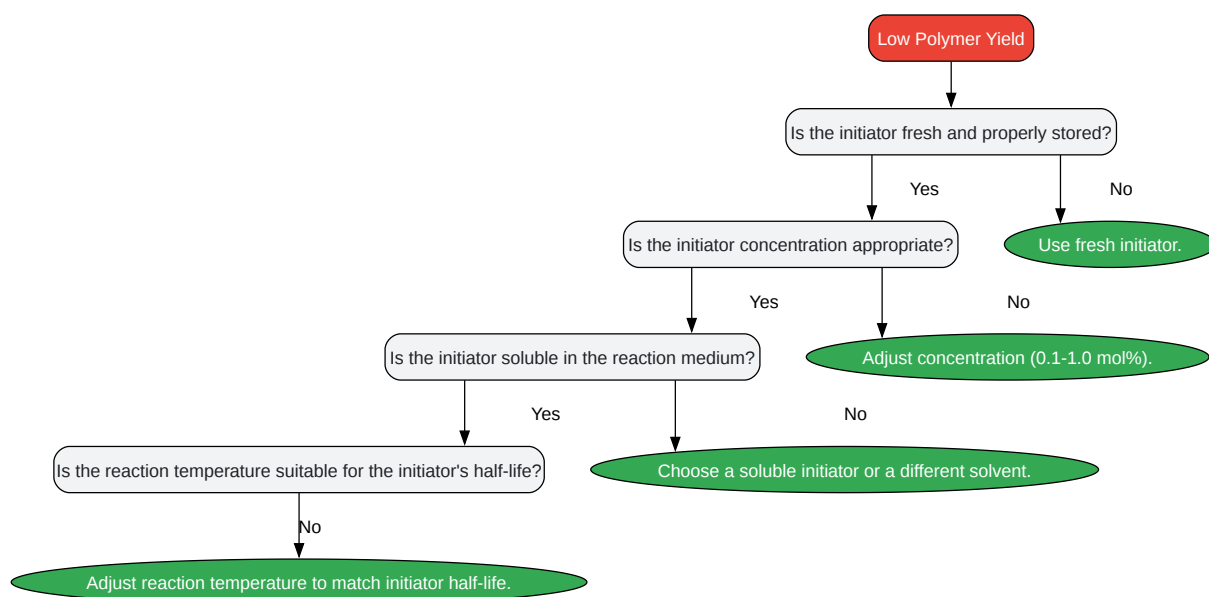 Low Polymer Yield
Is the initiator fresh and properly stored?
Yes
No
Is the initiator concentration appropriate?
Use fresh initiator.
Yes
No
Is the initiator soluble in the reaction medium?
Adjust concentration (0.1-1.0 mol%).
Yes
No
Is the reaction temperature suitable for the initiator's half-life?
Choose a soluble initiator or a different solvent.
No
Adjust reaction temperature to match initiator half-life.